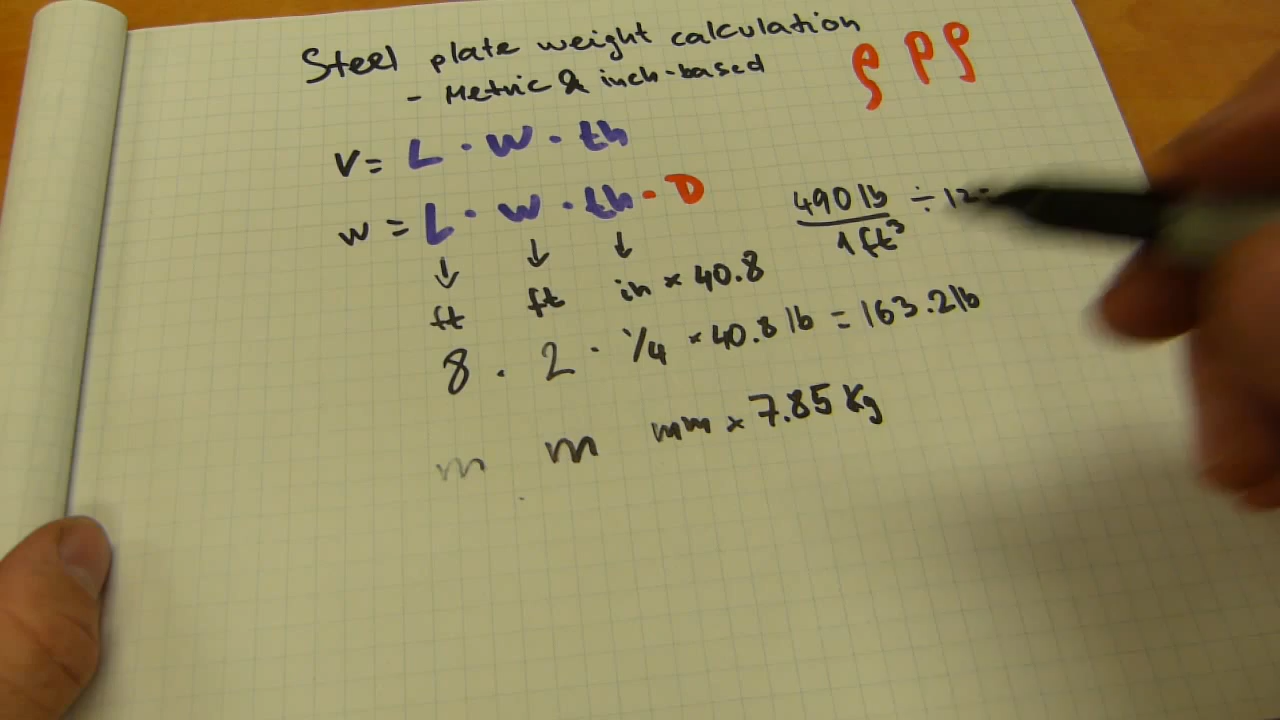 Steel plate weight calculation
- Metric & inch-based
ρ ρ ρ
V = L · W · th
w = L · W · th · D
490 lb ÷ 12
1 ft³
↓ ↓ ↓
ft ft in × 40.8
8 · 2 · 1/4 × 40.8 lb = 163.2 lb
m m mm × 7.85 Kg